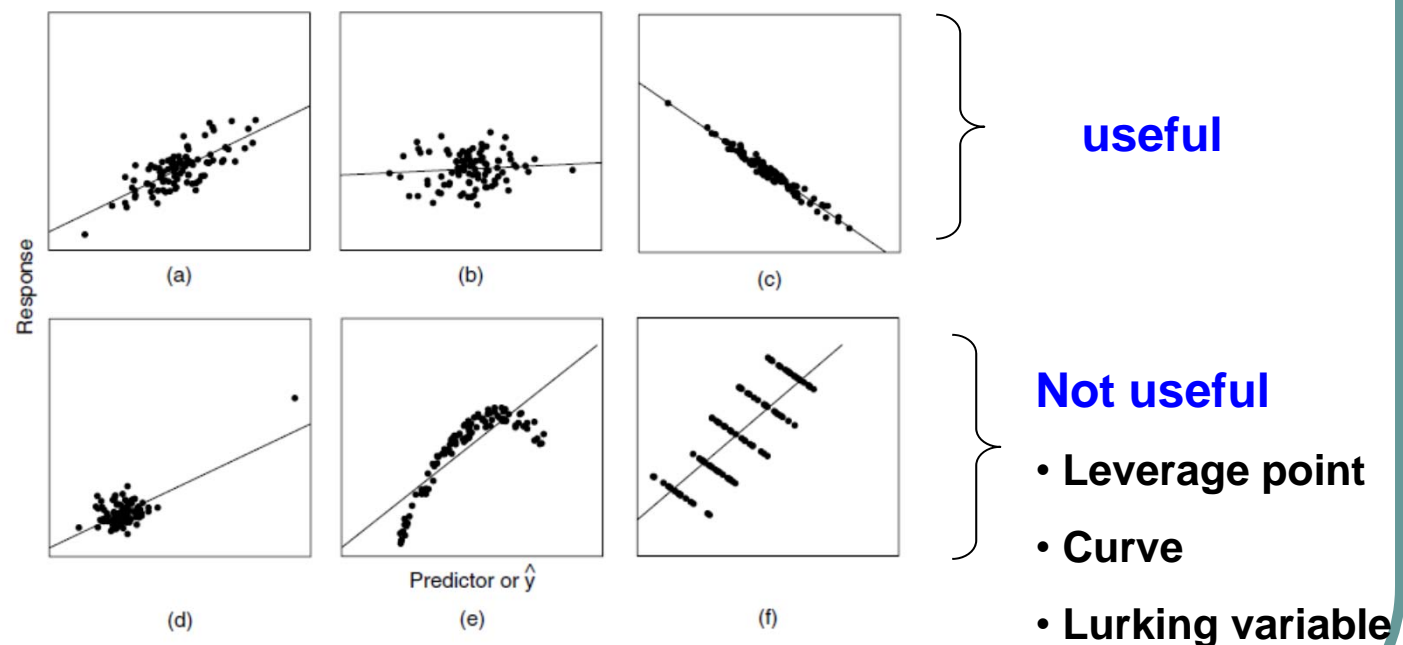 (a)
(b)
(c)
useful
Response
(d)
(e)
(f)
Predictor or ŷ
Not useful
• Leverage point
• Curve
• Lurking variable